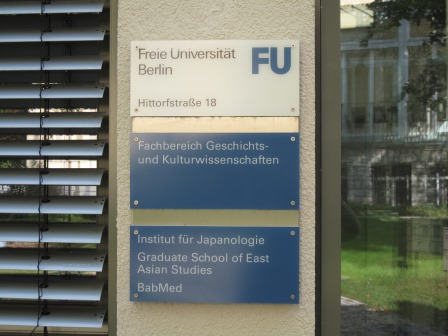 Freie Universität
Berlin
FU
Hittorfstraße 18
Fachbereich Geschichts-
und Kulturwissenschaften
Institut für Japanologie
Graduate School of East
Asian Studies
BabMed